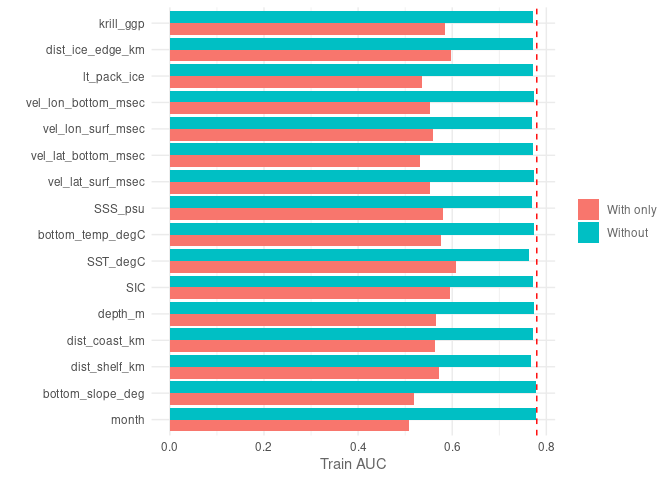 krill_ggp
dist_ice_edge_km
lt_pack_ice
vel_lon_bottom_msec
vel_lon_surf_msec
vel_lat_bottom_msec
vel_lat_surf_msec
SSS_psu
bottom_temp_degC
SST_degC
SIC
depth_m
dist_coast_km
dist_shelf_km
bottom_slope_deg
month
With only
Without
0.0 0.2 0.4 0.6 0.8
Train AUC